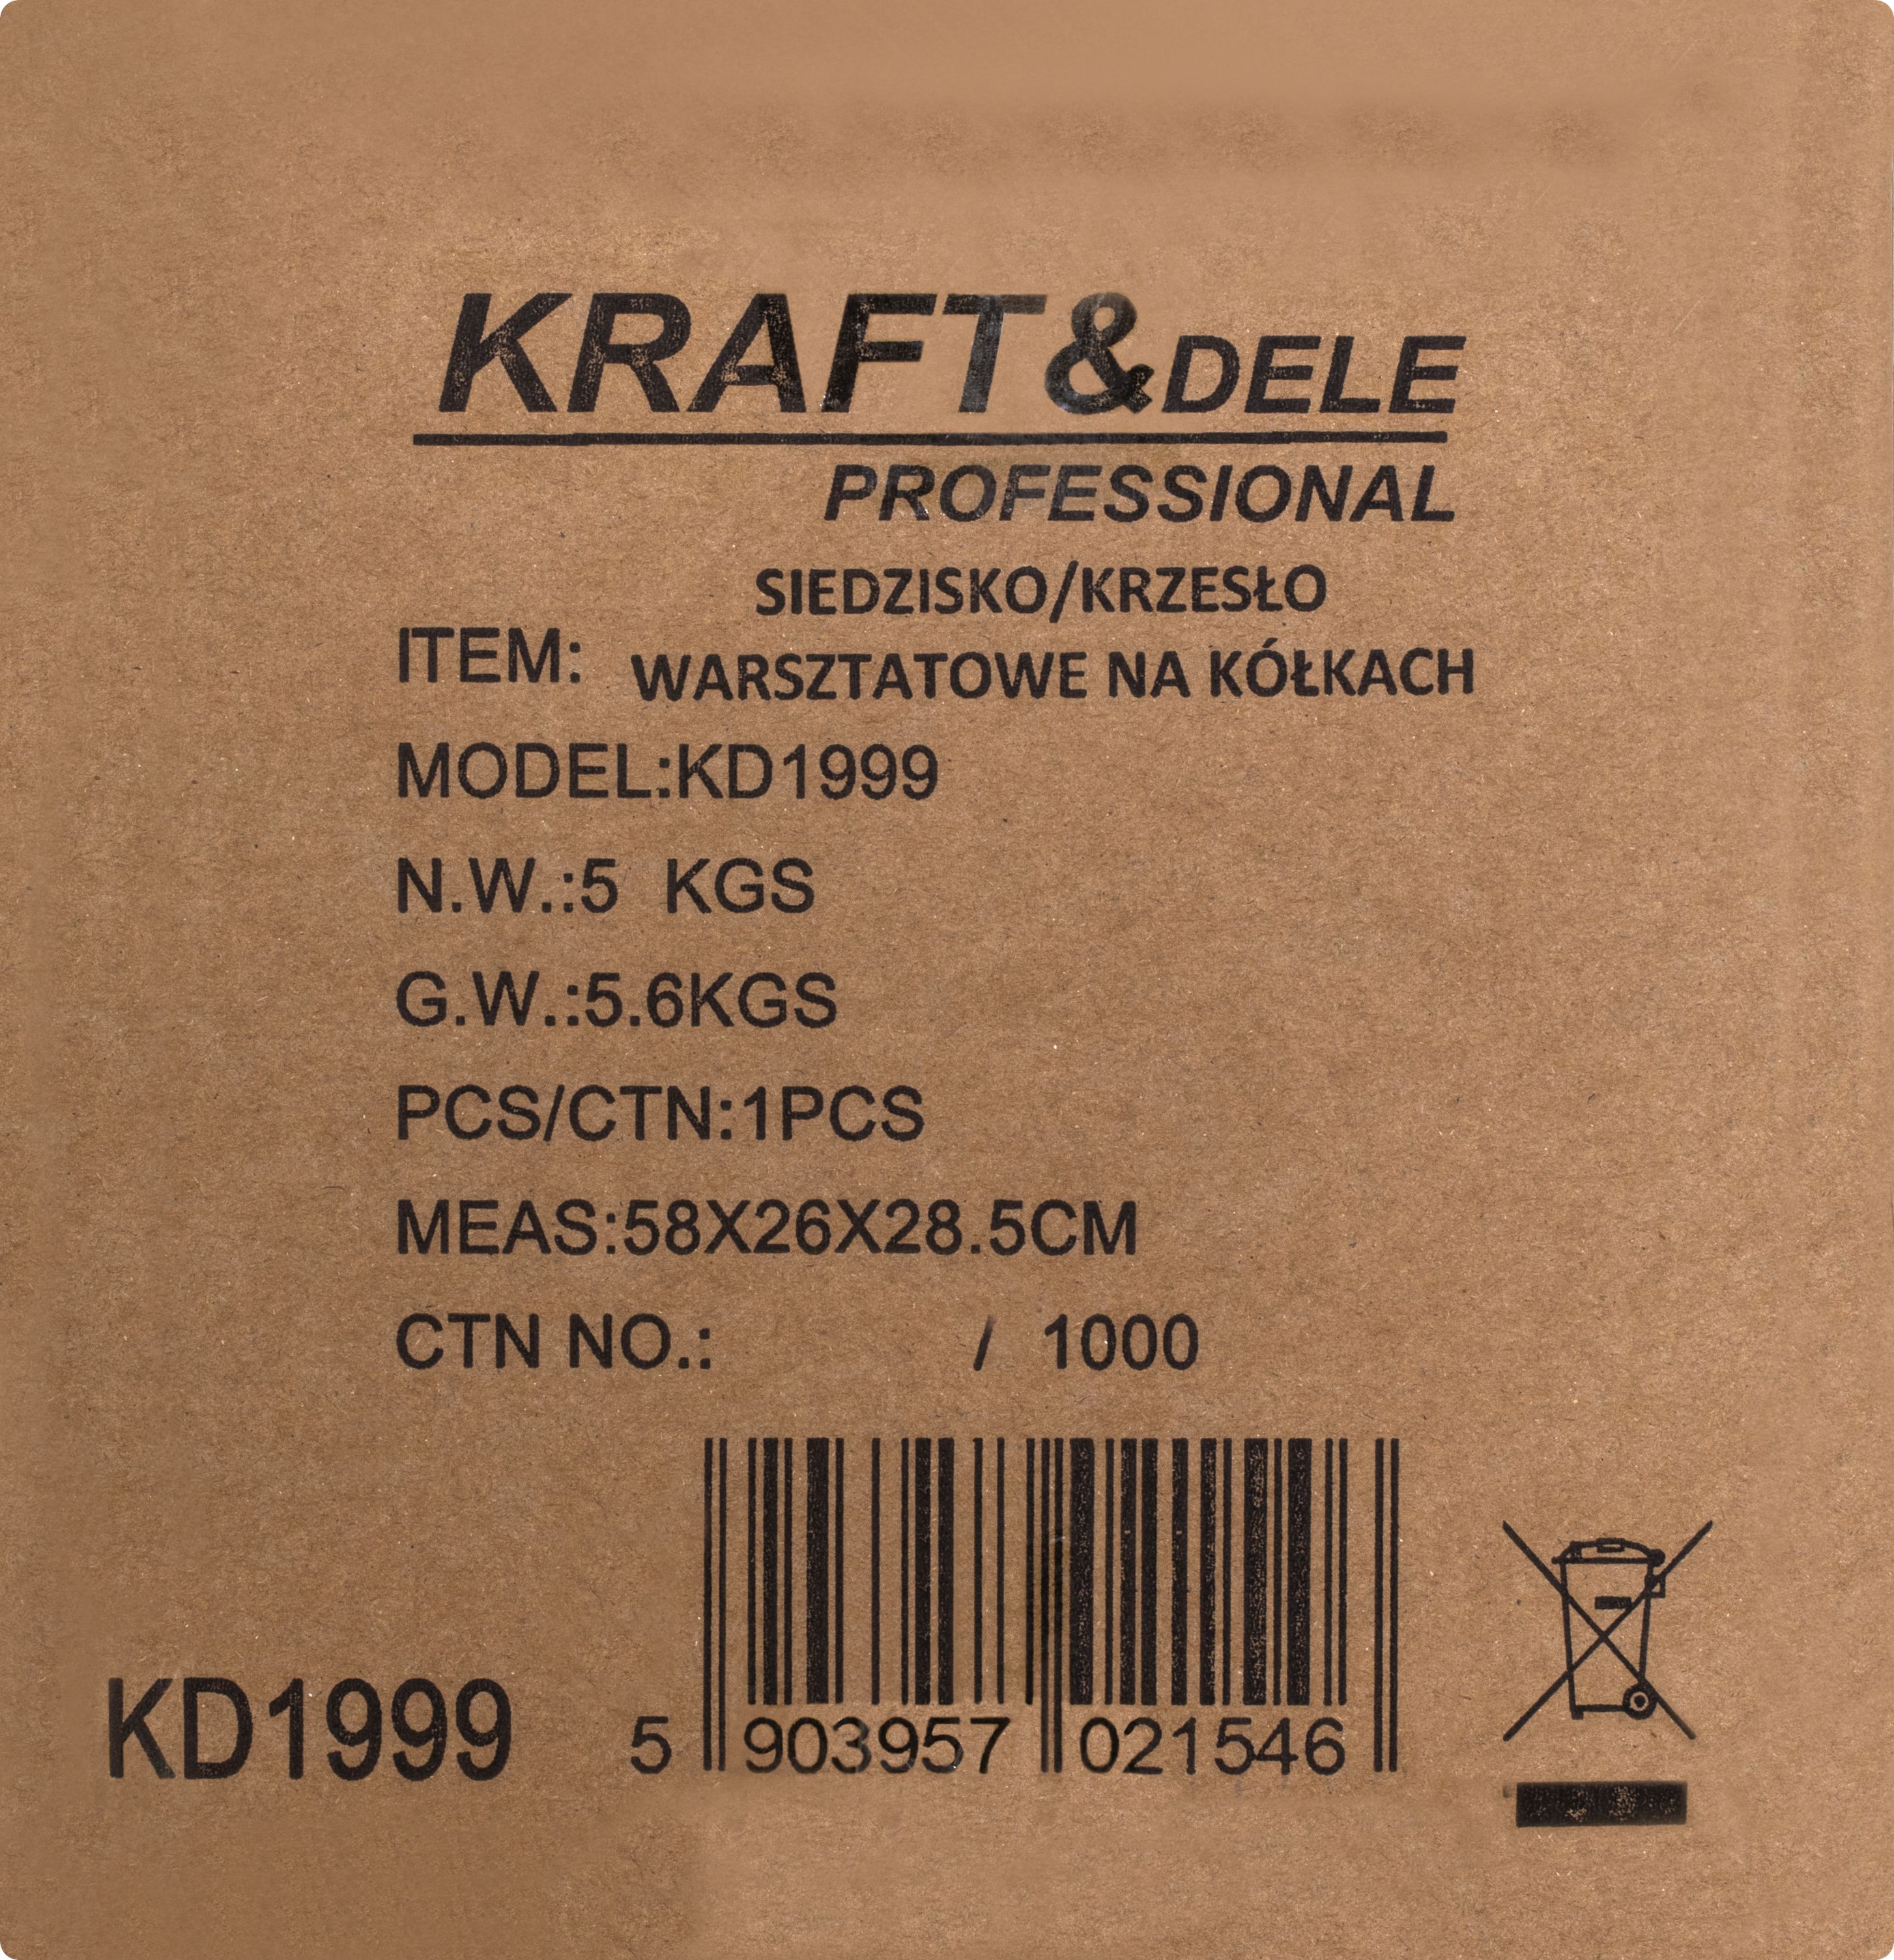 KRAFT&DELE
PROFESSIONAL
SIEDZISKO/KRZESŁO
ITEM: WARSZTATOWE NA KÓŁKACH
MODEL:KD1999
N.W.:5 KGS
G.W.:5.6KGS
PCS/CTN:1PCS
MEAS:58X26X28.5CM
CTN NO.: / 1000
KD1999
5 903957 021546